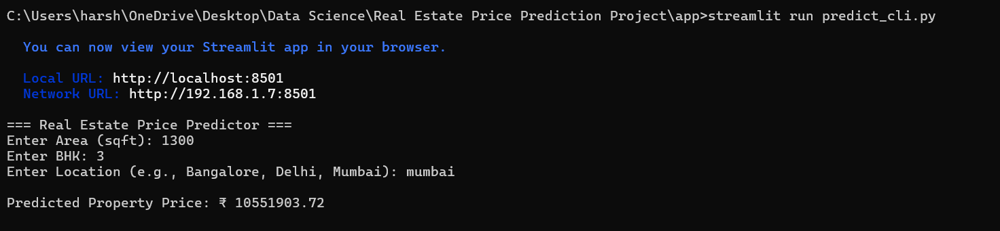 C:\Users\harsh\OneDrive\Desktop\Data Science\Real Estate Price Prediction Project\app>streamlit run predict_cli.py
You can now view your Streamlit app in your browser.
Local URL: http://localhost:8501
Network URL: http://192.168.1.7:8501
=== Real Estate Price Predictor ===
Enter Area (sqft): 1300
Enter BHK: 3
Enter Location (e.g., Bangalore, Delhi, Mumbai): mumbai
Predicted Property Price: ₹ 10551903.72